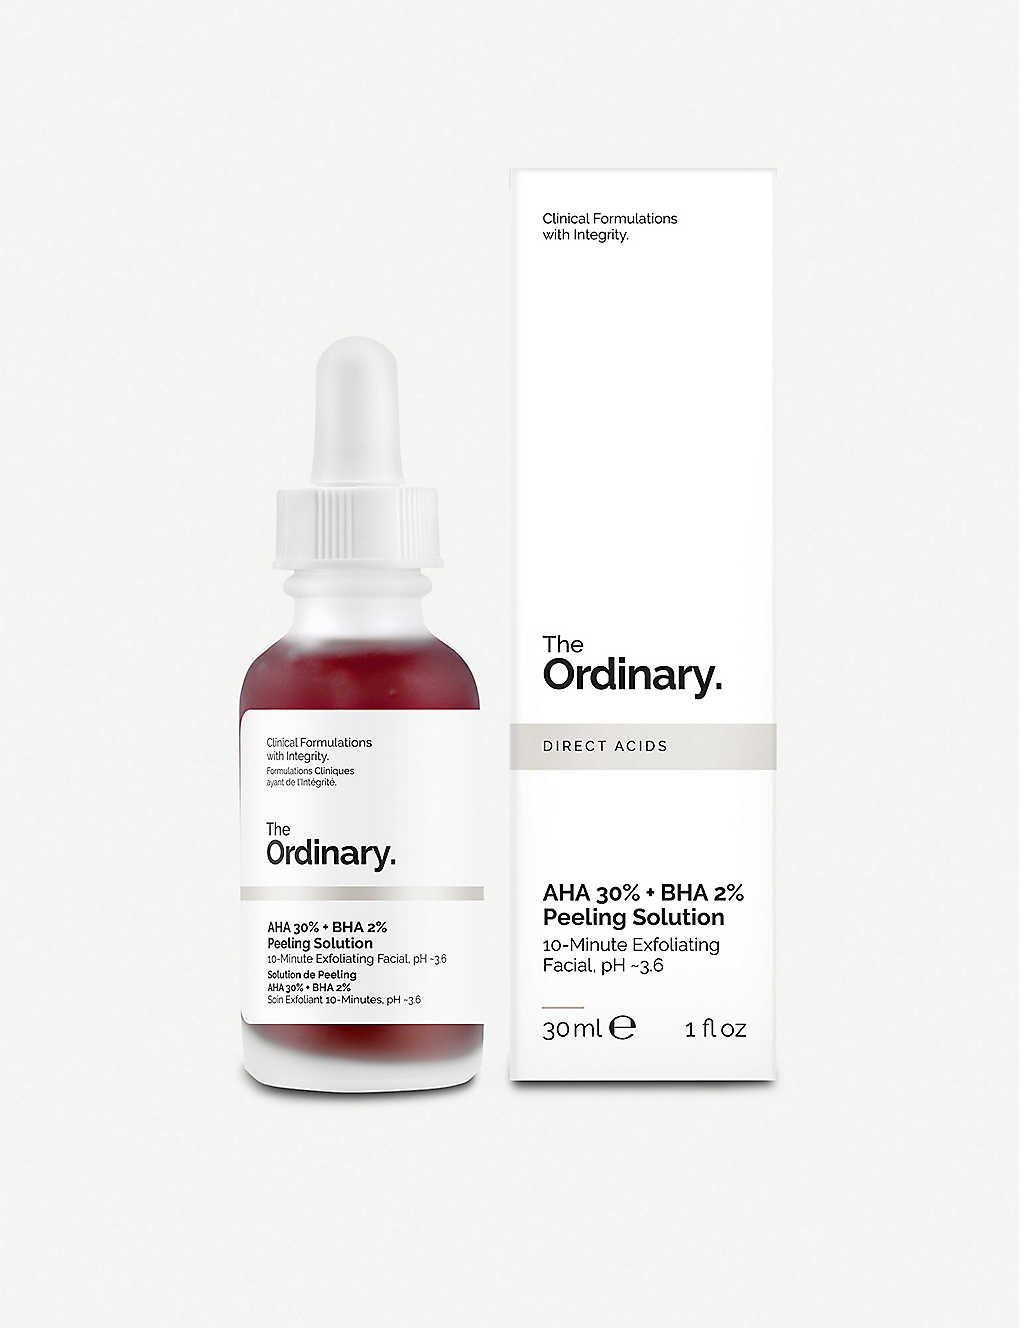 Clinical Formulations
with Integrity.
Formulations Cliniques
ayant de l'Intégrité.
The
Ordinary.
AHA 30% + BHA 2%
Peeling Solution
10-Minute Exfoliating Facial, pH ~3.6
Solution de Peeling
AHA 30% + BHA 2%
Soin Exfoliant 10-Minutes, pH ~3.6
Clinical Formulations
with Integrity.
The
Ordinary.
DIRECT ACIDS
AHA 30% + BHA 2%
Peeling Solution
10-Minute Exfoliating
Facial, pH ~3.6
30 ml ℮ 1 fl oz